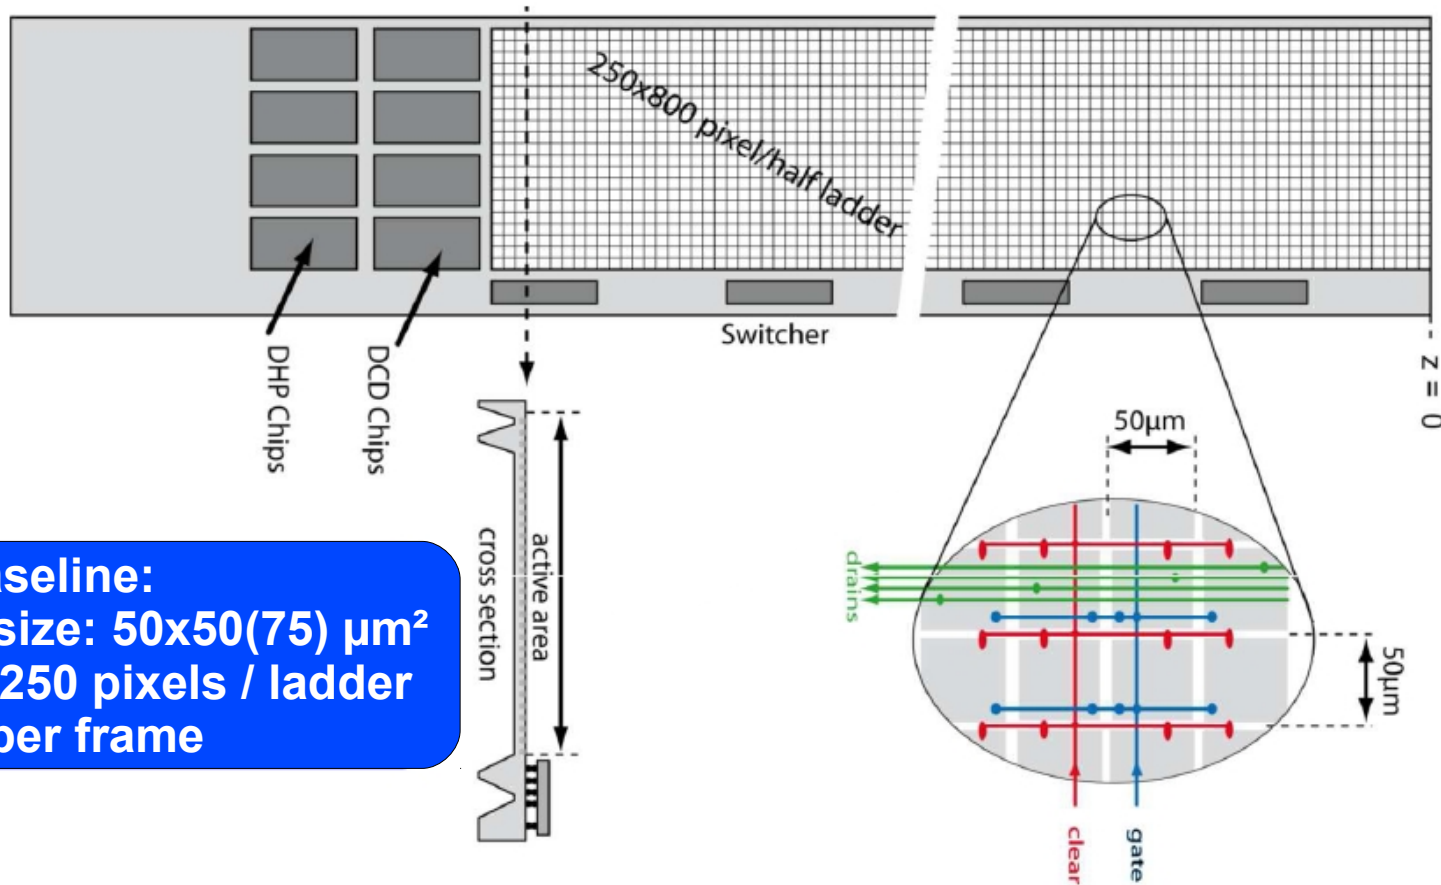 250x800 pixel/half ladder
Switcher
DHP Chips
DCD Chips
z = 0
cross section
active area
50µm
50µm
drains
clear
gate
aseline:
size: 50x50(75) µm²
250 pixels / ladder
per frame